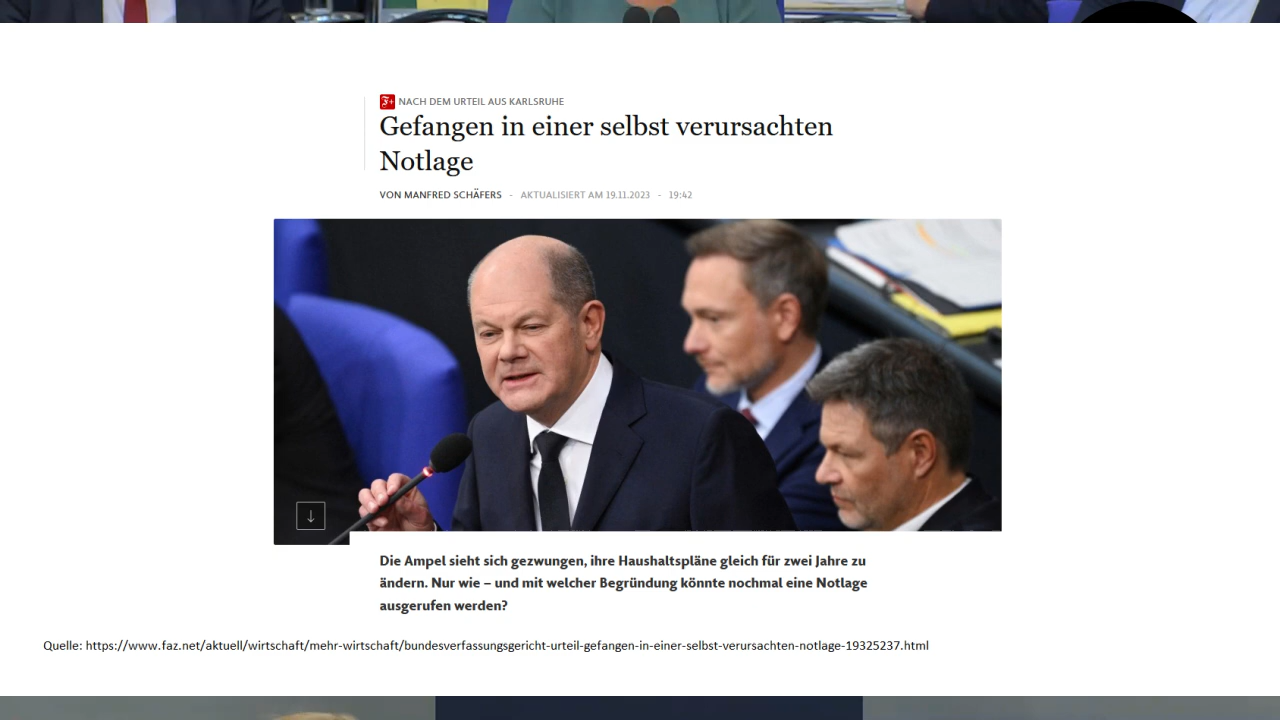 F+ NACH DEM URTEIL AUS KARLSRUHE
Gefangen in einer selbst verursachten
Notlage
VON MANFRED SCHÄFERS - AKTUALISIERT AM 19.11.2023 - 19:42
Die Ampel sieht sich gezwungen, ihre Haushaltspläne gleich für zwei Jahre zu
ändern. Nur wie – und mit welcher Begründung könnte nochmal eine Notlage
ausgerufen werden?
Quelle: https://www.faz.net/aktuell/wirtschaft/mehr-wirtschaft/bundesverfassungsgericht-urteil-gefangen-in-einer-selbst-verursachten-notlage-19325237.html